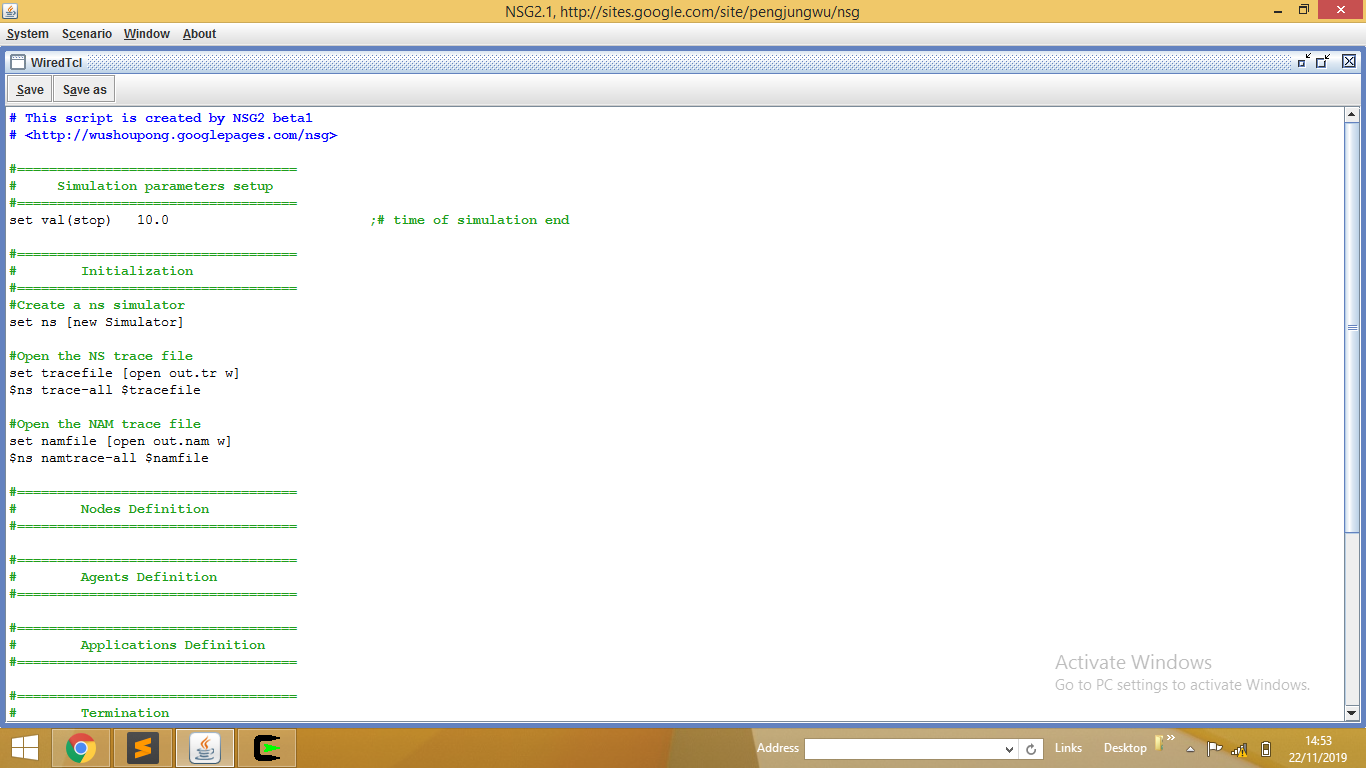 NSG2.1, http://sites.google.com/site/pengjungwu/nsg
System Scenario Window About
WiredTcl
Save Save as
# This script is created by NSG2 beta1
# <http://wushoupong.googlepages.com/nsg>
#===================================
# Simulation parameters setup
#===================================
set val(stop) 10.0 ;# time of simulation end
#===================================
# Initialization
#===================================
#Create a ns simulator
set ns [new Simulator]
#Open the NS trace file
set tracefile [open out.tr w]
$ns trace-all $tracefile
#Open the NAM trace file
set namfile [open out.nam w]
$ns namtrace-all $namfile
#===================================
# Nodes Definition
#===================================
#===================================
# Agents Definition
#===================================
#===================================
# Applications Definition
#===================================
#===================================
# Termination
Activate Windows
Go to PC settings to activate Windows.
Address Links Desktop
14:53
22/11/2019